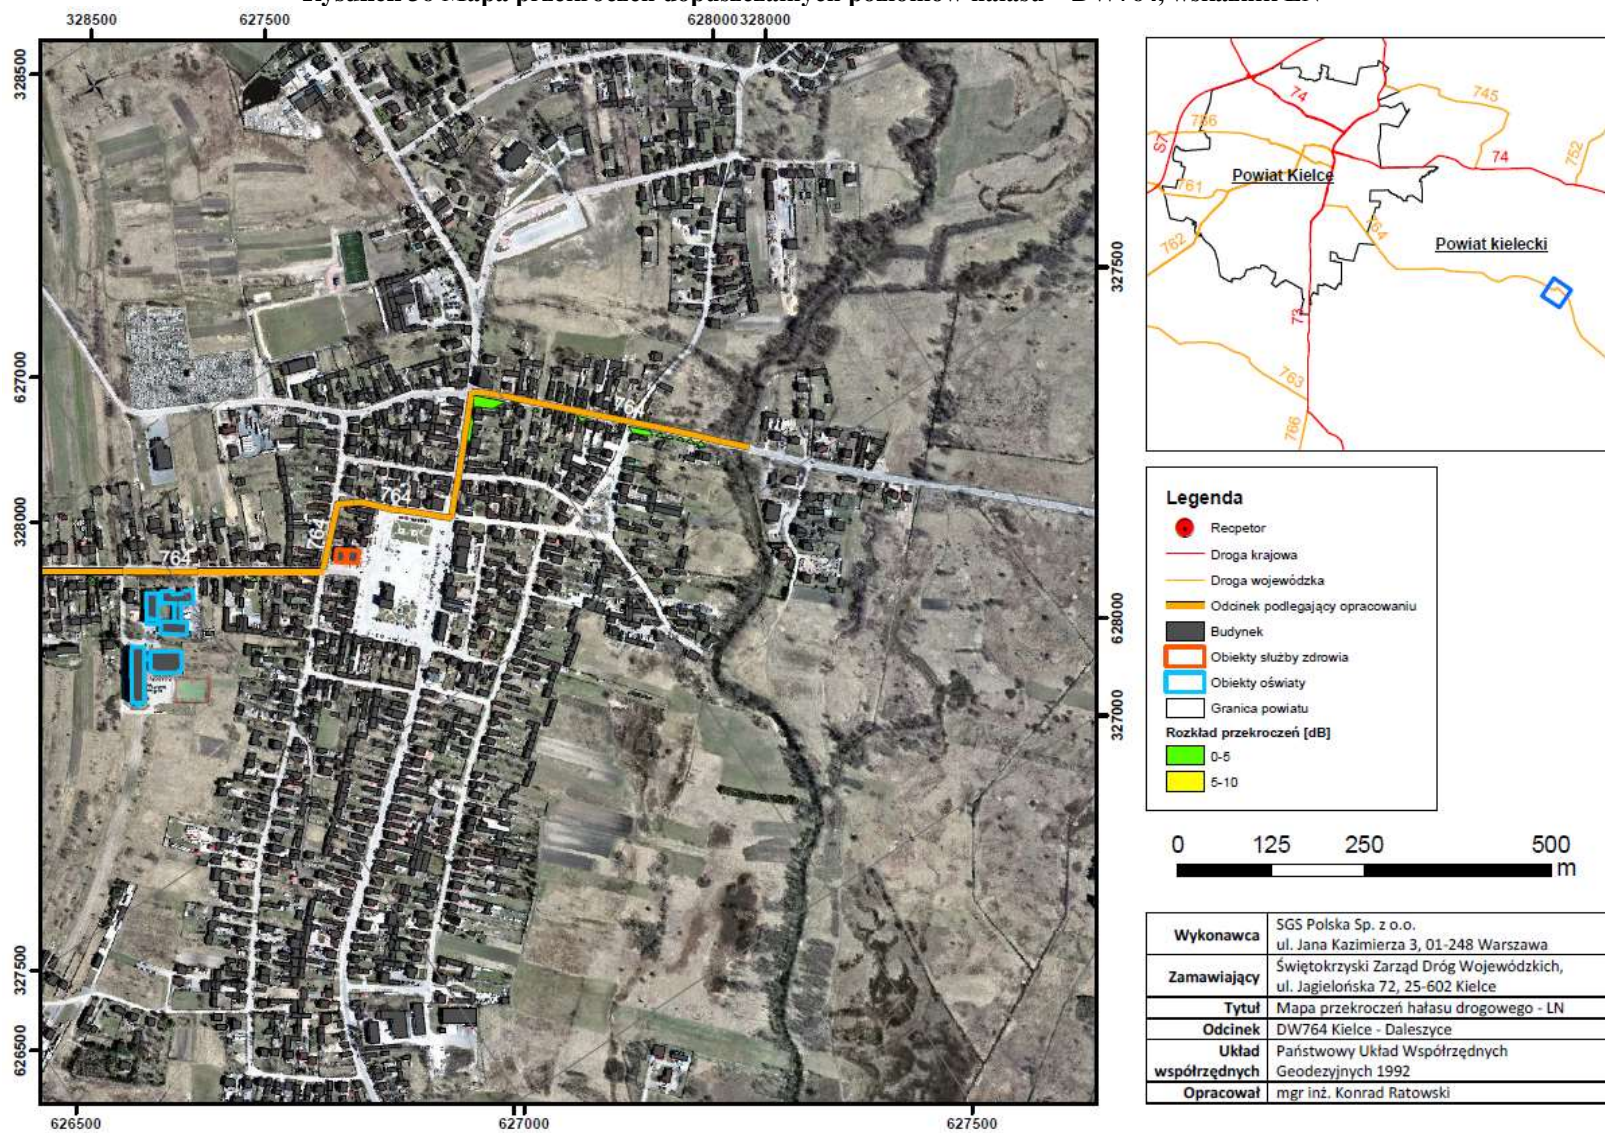 328500
627500
628000
328000
328500
627000
328000
327500
626500
327500
628000
327000
626500
627000
627500
764
764
764
764
74
745
756
S7
752
74
Powiat Kielce
761
764
762
Powiat kielecki
73
763
766
Legenda
Recpetor
Droga krajowa
Droga wojewódzka
Odcinek podlegający opracowaniu
Budynek
Obiekty służby zdrowia
Obiekty oświaty
Granica powiatu
Rozkład przekroczeń [dB]
0-5
5-10
0 125 250 500
m
Wykonawca SGS Polska Sp. z o.o.
ul. Jana Kazimierza 3, 01-248 Warszawa
Zamawiający Świętokrzyski Zarząd Dróg Wojewódzkich,
ul. Jagielońska 72, 25-602 Kielce
Tytuł Mapa przekroczeń hałasu drogowego - LN
Odcinek DW764 Kielce - Daleszyce
Układ Państwowy Układ Współrzędnych
współrzędnych Geodezyjnych 1992
Opracował mgr inż. Konrad Ratowski